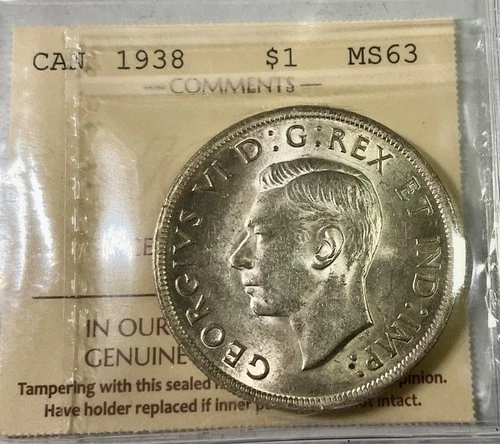 CAN 1938 $1 MS63
COMMENTS
GEORGIVS VI D:G:REX ET IND:IMP:
IN OUR
GENUINE
Tampering with this sealed opinion.
Have holder replaced if inner not intact.